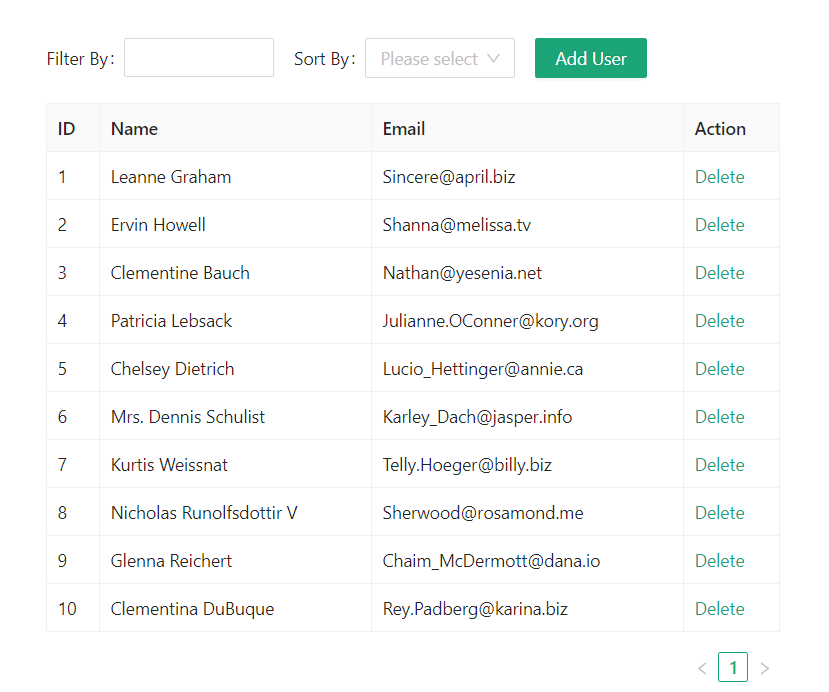 Filter By: Sort By: Please select Add User
ID Name Email Action
1 Leanne Graham Sincere@april.biz Delete
2 Ervin Howell Shanna@melissa.tv Delete
3 Clementine Bauch Nathan@yesenia.net Delete
4 Patricia Lebsack Julianne.OConner@kory.org Delete
5 Chelsey Dietrich Lucio_Hettinger@annie.ca Delete
6 Mrs. Dennis Schulist Karley_Dach@jasper.info Delete
7 Kurtis Weissnat Telly.Hoeger@billy.biz Delete
8 Nicholas Runolfsdottir V Sherwood@rosamond.me Delete
9 Glenna Reichert Chaim_McDermott@dana.io Delete
10 Clementina DuBuque Rey.Padberg@karina.biz Delete
< 1 >